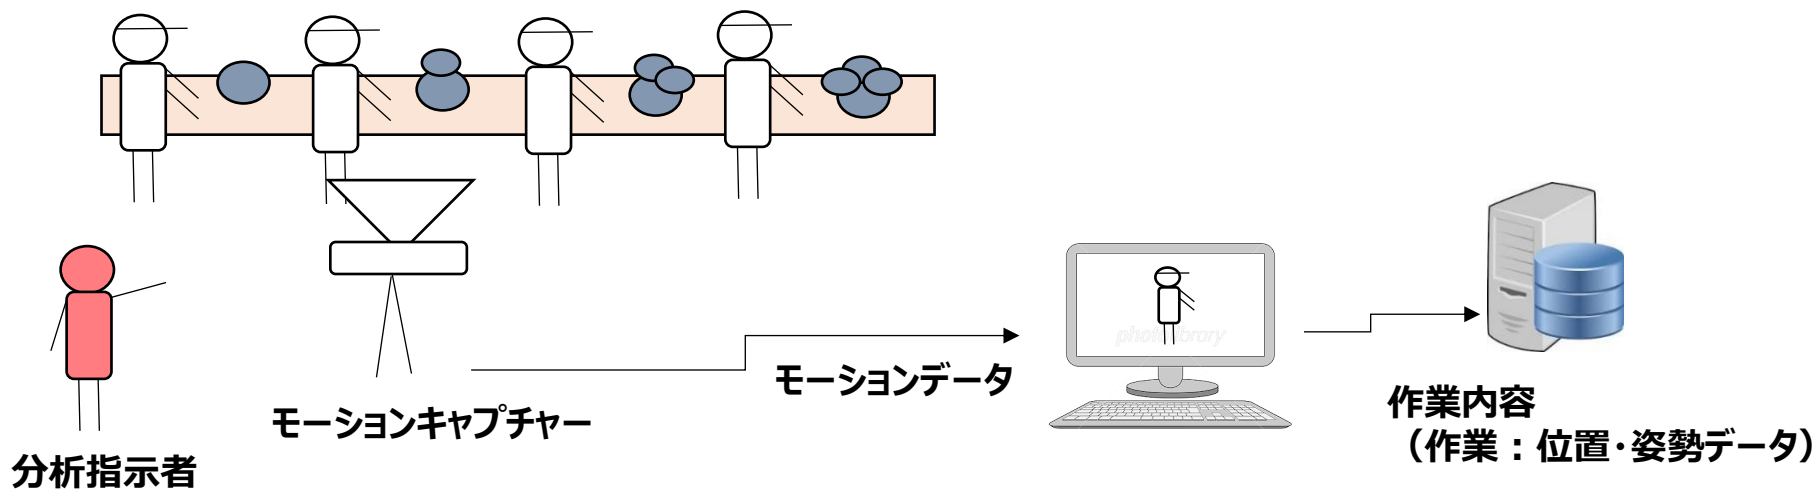 photolibrary
モーションデータ
モーションキャプチャー
作業内容
（作業：位置・姿勢データ）
分析指示者